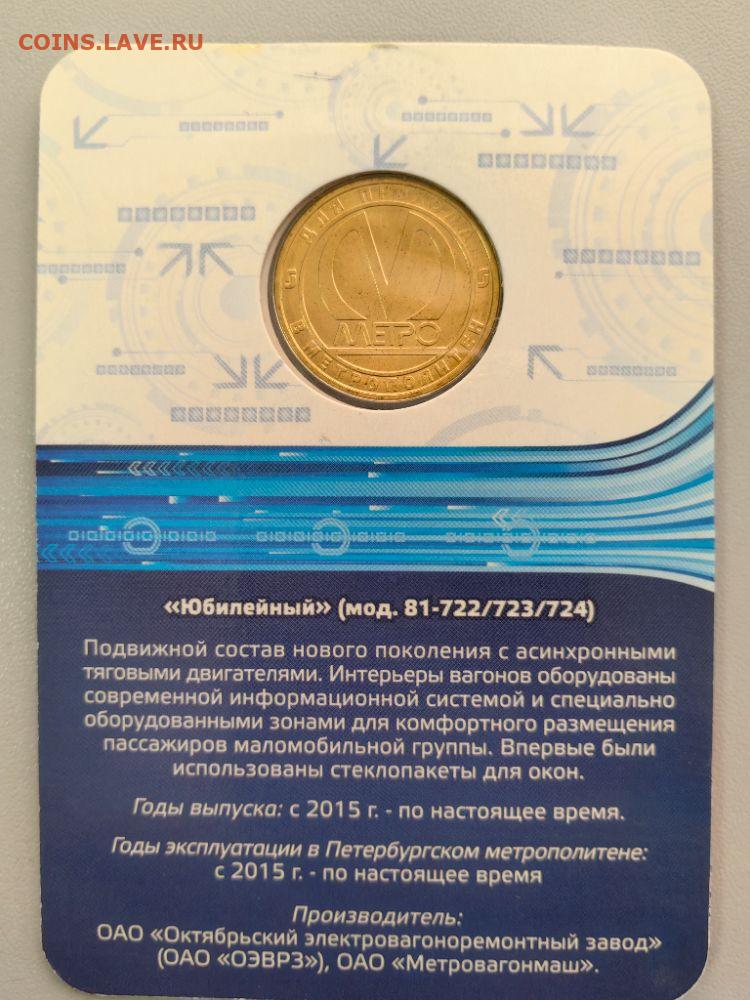 COINS.LAVE.RU
ДЛЯ ПРОЕЗДА
5 5
МЕТРО
В МЕТРОПОЛИТЕН
«Юбилейный» (мод. 81-722/723/724)
Подвижной состав нового поколения с асинхронными
тяговыми двигателями. Интерьеры вагонов оборудованы
современной информационной системой и специально
оборудованными зонами для комфортного размещения
пассажиров маломобильной группы. Впервые были
использованы стеклопакеты для окон.
Годы выпуска: с 2015 г. - по настоящее время.
Годы эксплуатации в Петербургском метрополитене:
с 2015 г. - по настоящее время
Производитель:
ОАО «Октябрьский электровагоноремонтный завод»
(ОАО «ОЭВРЗ»), ОАО «Метровагонмаш».